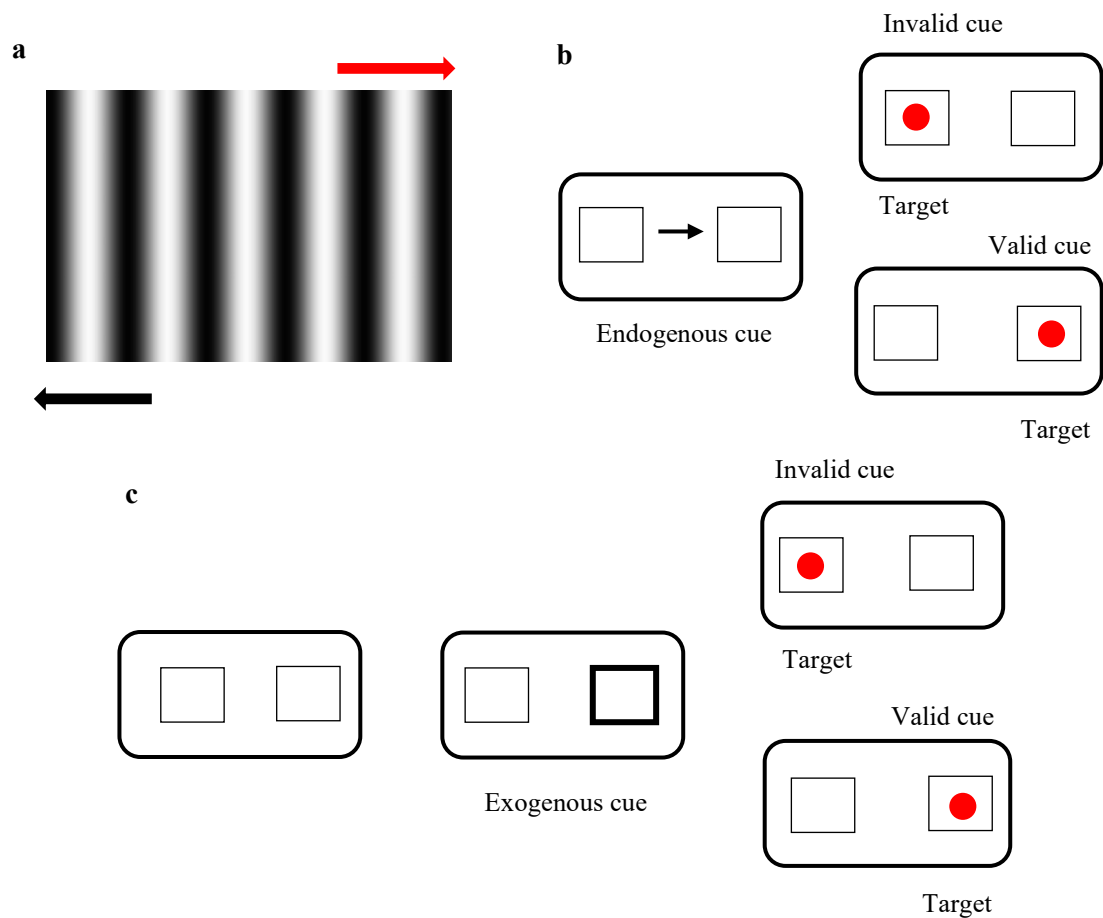 a
b
Invalid cue
Target
Endogenous cue
Valid cue
Target
c
Invalid cue
Target
Exogenous cue
Valid cue
Target